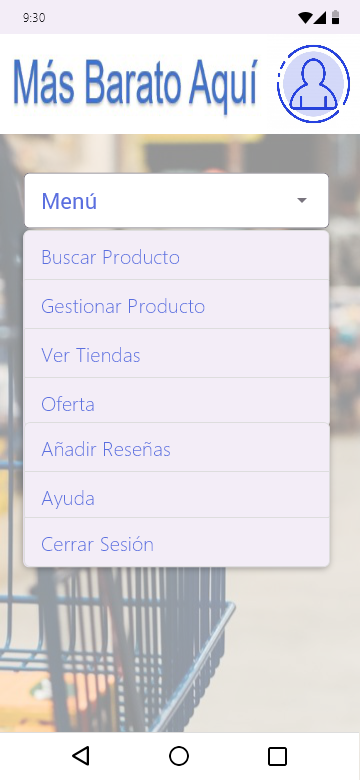 9:30
Más Barato Aquí
Menú
Buscar Producto
Gestionar Producto
Ver Tiendas
Oferta
Añadir Reseñas
Ayuda
Cerrar Sesión